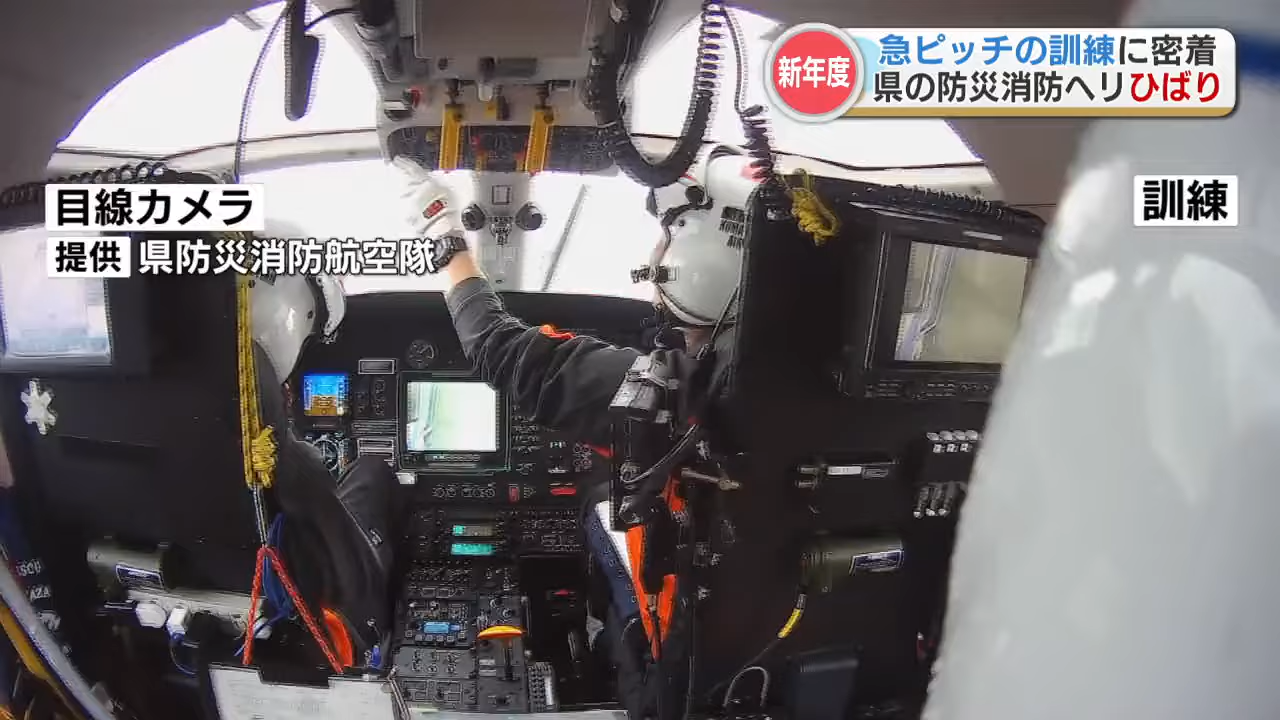 新年度
急ピッチの訓練に密着
県の防災消防ヘリひばり
目線カメラ
訓練
提供 県防災消防航空隊